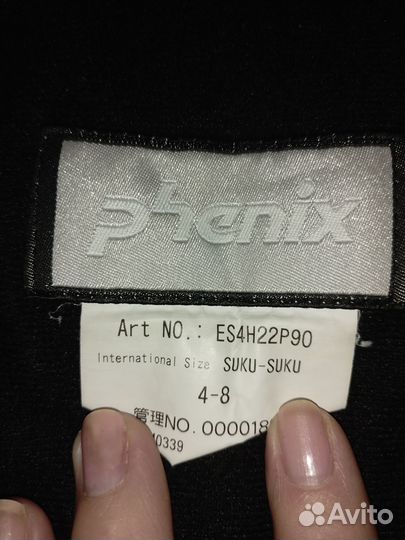 phenix
Art NO.: ES4H22P90
International Size SUKU-SUKU
4-8
管理NO. 000018
0339
Avito